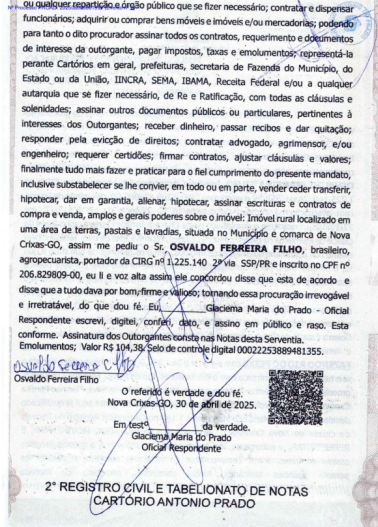 ou qualquer repartição e órgão público que se fizer necessário; contratar e dispensar
funcionários; adquirir ou comprar bens móveis e imóveis e/ou mercadorias; podendo
para tanto o dito procurador assinar todos os contratos, requerimento e documentos
de interesse da outorgante, pagar impostos, taxas e emolumentos; representá-la
perante Cartórios em geral, prefeituras, secretaria de Fazenda do Município, do
Estado ou da União, IINCRA, SEMA, IBAMA, Receita Federal e/ou a qualquer
autarquia que se fizer necessário, de Re e Ratificação, com todas as cláusulas e
solenidades; assinar outros documentos públicos ou particulares, pertinentes à
interesses dos Outorgantes; receber dinheiro, passar recibos e dar quitação;
responder pela evicção de direitos; contratar advogado, agrimensor, e/ou
engenheiro; requerer certidões; firmar contratos, ajustar cláusulas e valores;
finalmente tudo mais fazer e praticar para o fiel cumprimento do presente mandato,
inclusive substabelecer se lhe convier, em todo ou em parte, vender ceder transferir,
hipotecar, dar em garantia, alienar, hipotecar, assinar escrituras e contratos de
compra e venda, amplos e gerais poderes sobre o imóvel: Imóvel rural localizado em
uma área de terras, pastais e lavradias, situada no Município e comarca de Nova
Crixas-GO, assim me pediu o Sr. OSVALDO FERREIRA FILHO, brasileiro,
agropecuarista, portador da CIRG nº 1.225.140 2ª via SSP/PR e inscrito no CPF nº
206.829809-00, eu li e voz alta assim ele concordou disse que esta de acordo e
disse que a tudo dava por bom, firme e valioso; tornando essa procuração irrevogável
e irretratável, do que dou fé. Eu, Glaciema Maria do Prado - Oficial
Respondente escrevi, digitei, conferi, dato, e assino em público e raso. Esta
conforme. Assinatura dos Outorgantes consta nas Notas desta Serventia.
Emolumentos; Valor R$ 104,38. Selo de controle digital 00022253889481355.
Osvaldo Ferreira Filho
O referido é verdade e dou fé.
Nova Crixas-GO, 30 de abril de 2025.
Em testº da verdade.
Glaciema Maria do Prado
Oficial Respondente
2° REGISTRO CIVIL E TABELIONATO DE NOTAS
CARTÓRIO ANTONIO PRADO